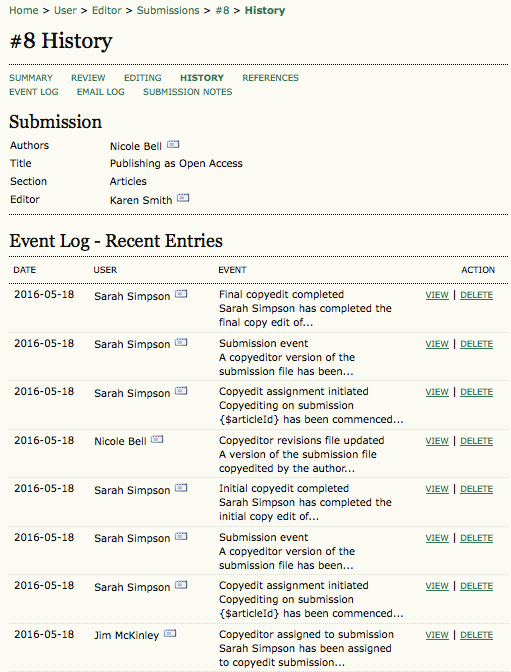 Home > User > Editor > Submissions > #8 > History
#8 History
SUMMARY REVIEW EDITING HISTORY REFERENCES
EVENT LOG EMAIL LOG SUBMISSION NOTES
Submission
Authors Nicole Bell
Title Publishing as Open Access
Section Articles
Editor Karen Smith
Event Log - Recent Entries
DATE USER EVENT ACTION
2016-05-18 Sarah Simpson Final copyedit completed VIEW | DELETE
Sarah Simpson has completed the
final copy edit of...
2016-05-18 Sarah Simpson Submission event VIEW | DELETE
A copyeditor version of the
submission file has been...
2016-05-18 Sarah Simpson Copyedit assignment initiated VIEW | DELETE
Copyediting on submission
{$articleId} has been commenced...
2016-05-18 Nicole Bell Copyeditor revisions file updated VIEW | DELETE
A version of the submission file
copyedited by the author...
2016-05-18 Sarah Simpson Initial copyedit completed VIEW | DELETE
Sarah Simpson has completed the
initial copy edit of...
2016-05-18 Sarah Simpson Submission event VIEW | DELETE
A copyeditor version of the
submission file has been...
2016-05-18 Sarah Simpson Copyedit assignment initiated VIEW | DELETE
Copyediting on submission
{$articleId} has been commenced...
2016-05-18 Jim McKinley Copyeditor assigned to submission VIEW | DELETE
Sarah Simpson has been assigned
to copyedit submission...